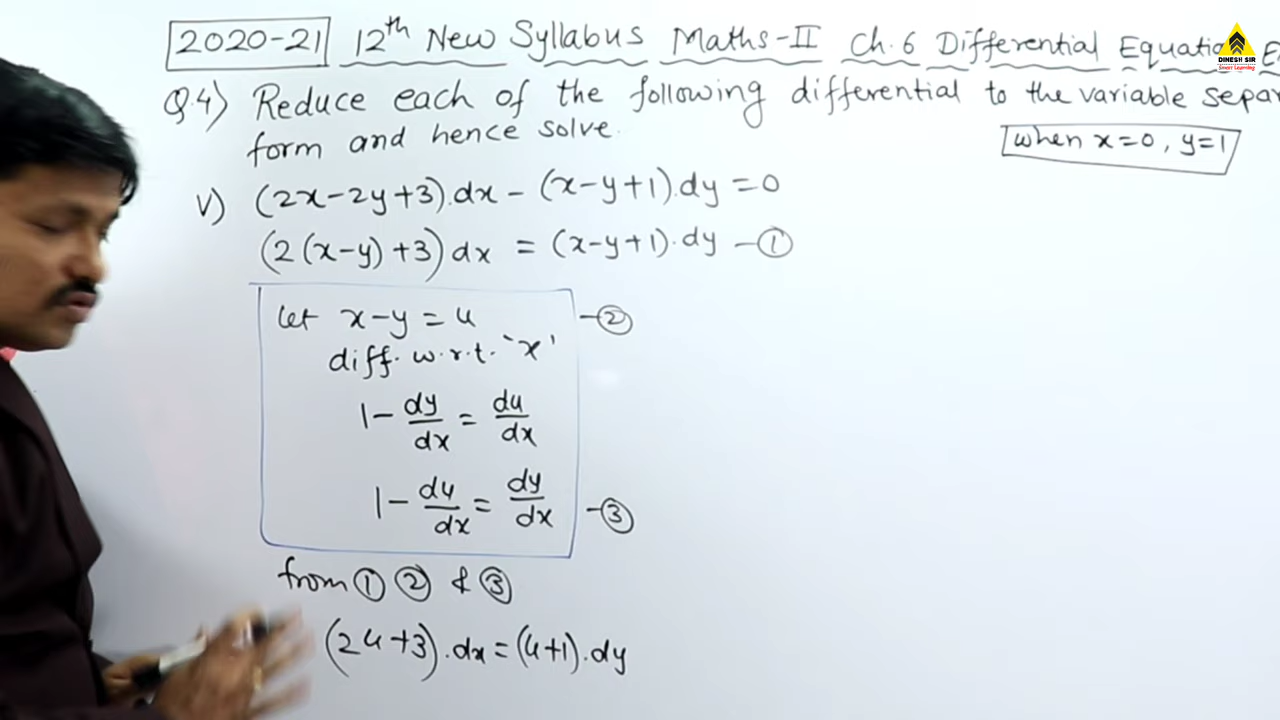 2020-21 12th New Syllabus Maths-II Ch.6 Differential Equation E
DINESH SIR
Smart Learning
Q.4) Reduce each of the following differential to the variable separ
form and hence solve.
when x=0, y=1
V) (2x-2y+3).dx - (x-y+1).dy = 0
(2(x-y)+3)dx = (x-y+1).dy -①
let x-y = u -②
diff. w.r.t. 'x'
1 - dy/dx = du/dx
1 - du/dx = dy/dx -③
from ① ② & ③
(2u+3).dx = (u+1).dy